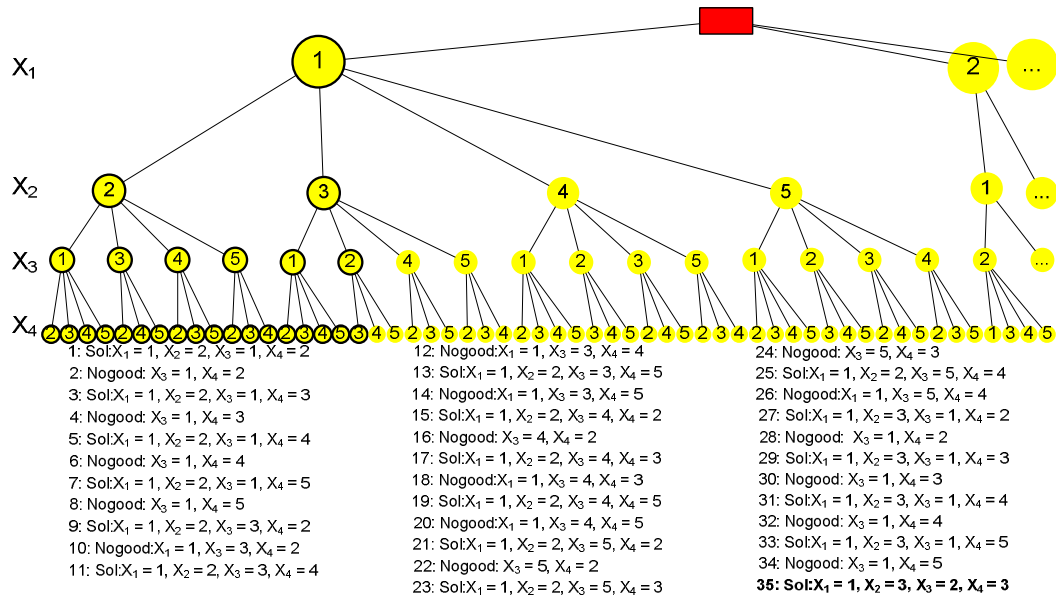 1 2 ...
X1
X2 2 3 4 5 1 ...
X3 1 3 4 5 1 2 4 5 1 2 3 5 1 2 3 4 2 ...
X4 2 3 4 5 2 4 5 2 3 5 2 3 4 2 3 4 5 3 4 5 2 3 5 2 3 4 2 3 4 5 3 4 5 2 4 5 2 3 4 2 3 4 5 3 4 5 2 4 5 2 3 5 1 3 4 5
1: Sol:X1 = 1, X2 = 2, X3 = 1, X4 = 2
2: Nogood: X3 = 1, X4 = 2
3: Sol:X1 = 1, X2 = 2, X3 = 1, X4 = 3
4: Nogood: X3 = 1, X4 = 3
5: Sol:X1 = 1, X2 = 2, X3 = 1, X4 = 4
6: Nogood: X3 = 1, X4 = 4
7: Sol:X1 = 1, X2 = 2, X3 = 1, X4 = 5
8: Nogood: X3 = 1, X4 = 5
9: Sol:X1 = 1, X2 = 2, X3 = 3, X4 = 2
10: Nogood:X1 = 1, X3 = 3, X4 = 2
11: Sol:X1 = 1, X2 = 2, X3 = 3, X4 = 4
12: Nogood:X1 = 1, X3 = 3, X4 = 4
13: Sol:X1 = 1, X2 = 2, X3 = 3, X4 = 5
14: Nogood:X1 = 1, X3 = 3, X4 = 5
15: Sol:X1 = 1, X2 = 2, X3 = 4, X4 = 2
16: Nogood: X3 = 4, X4 = 2
17: Sol:X1 = 1, X2 = 2, X3 = 4, X4 = 3
18: Nogood:X1 = 1, X3 = 4, X4 = 3
19: Sol:X1 = 1, X2 = 2, X3 = 4, X4 = 5
20: Nogood:X1 = 1, X3 = 4, X4 = 5
21: Sol:X1 = 1, X2 = 2, X3 = 5, X4 = 2
22: Nogood: X3 = 5, X4 = 2
23: Sol:X1 = 1, X2 = 2, X3 = 5, X4 = 3
24: Nogood: X3 = 5, X4 = 3
25: Sol:X1 = 1, X2 = 2, X3 = 5, X4 = 4
26: Nogood:X1 = 1, X3 = 5, X4 = 4
27: Sol:X1 = 1, X2 = 3, X3 = 1, X4 = 2
28: Nogood: X3 = 1, X4 = 2
29: Sol:X1 = 1, X2 = 3, X3 = 1, X4 = 3
30: Nogood: X3 = 1, X4 = 3
31: Sol:X1 = 1, X2 = 3, X3 = 1, X4 = 4
32: Nogood: X3 = 1, X4 = 4
33: Sol:X1 = 1, X2 = 3, X3 = 1, X4 = 5
34: Nogood: X3 = 1, X4 = 5
35: Sol:X1 = 1, X2 = 3, X3 = 2, X4 = 3